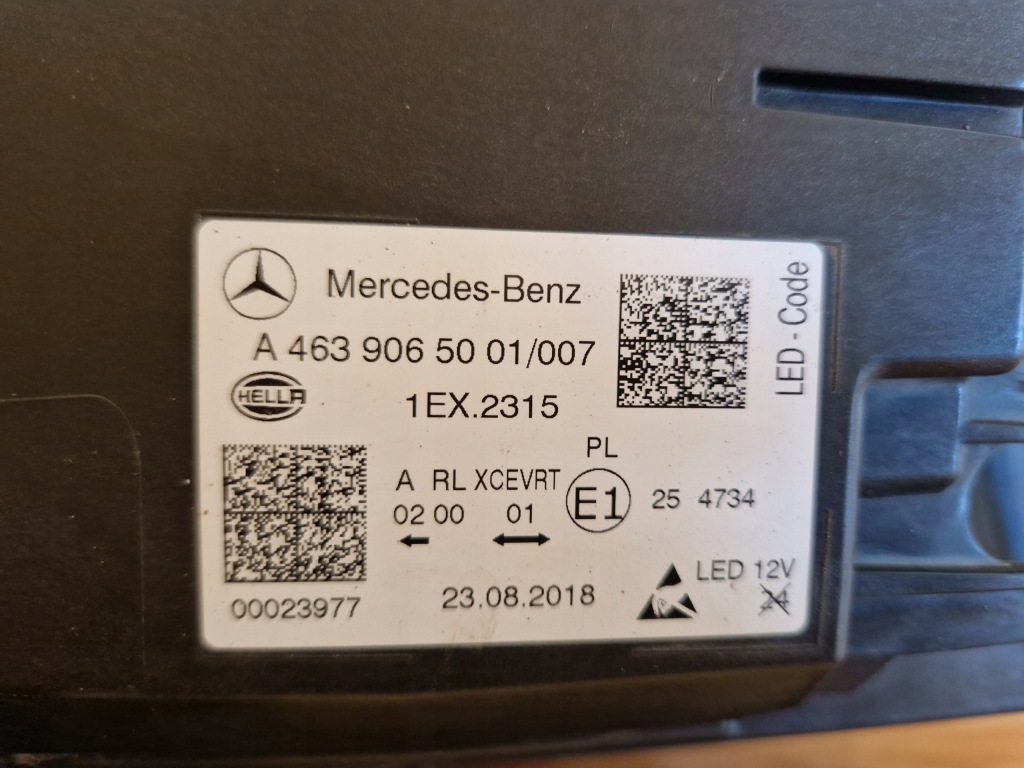 Mercedes-Benz
A 463 906 50 01/007
HELLA
1EX.2315
LED - Code
PL
A RL XCEVRT
02 00 01
E1
25 4734
LED 12V
24
00023977
23.08.2018